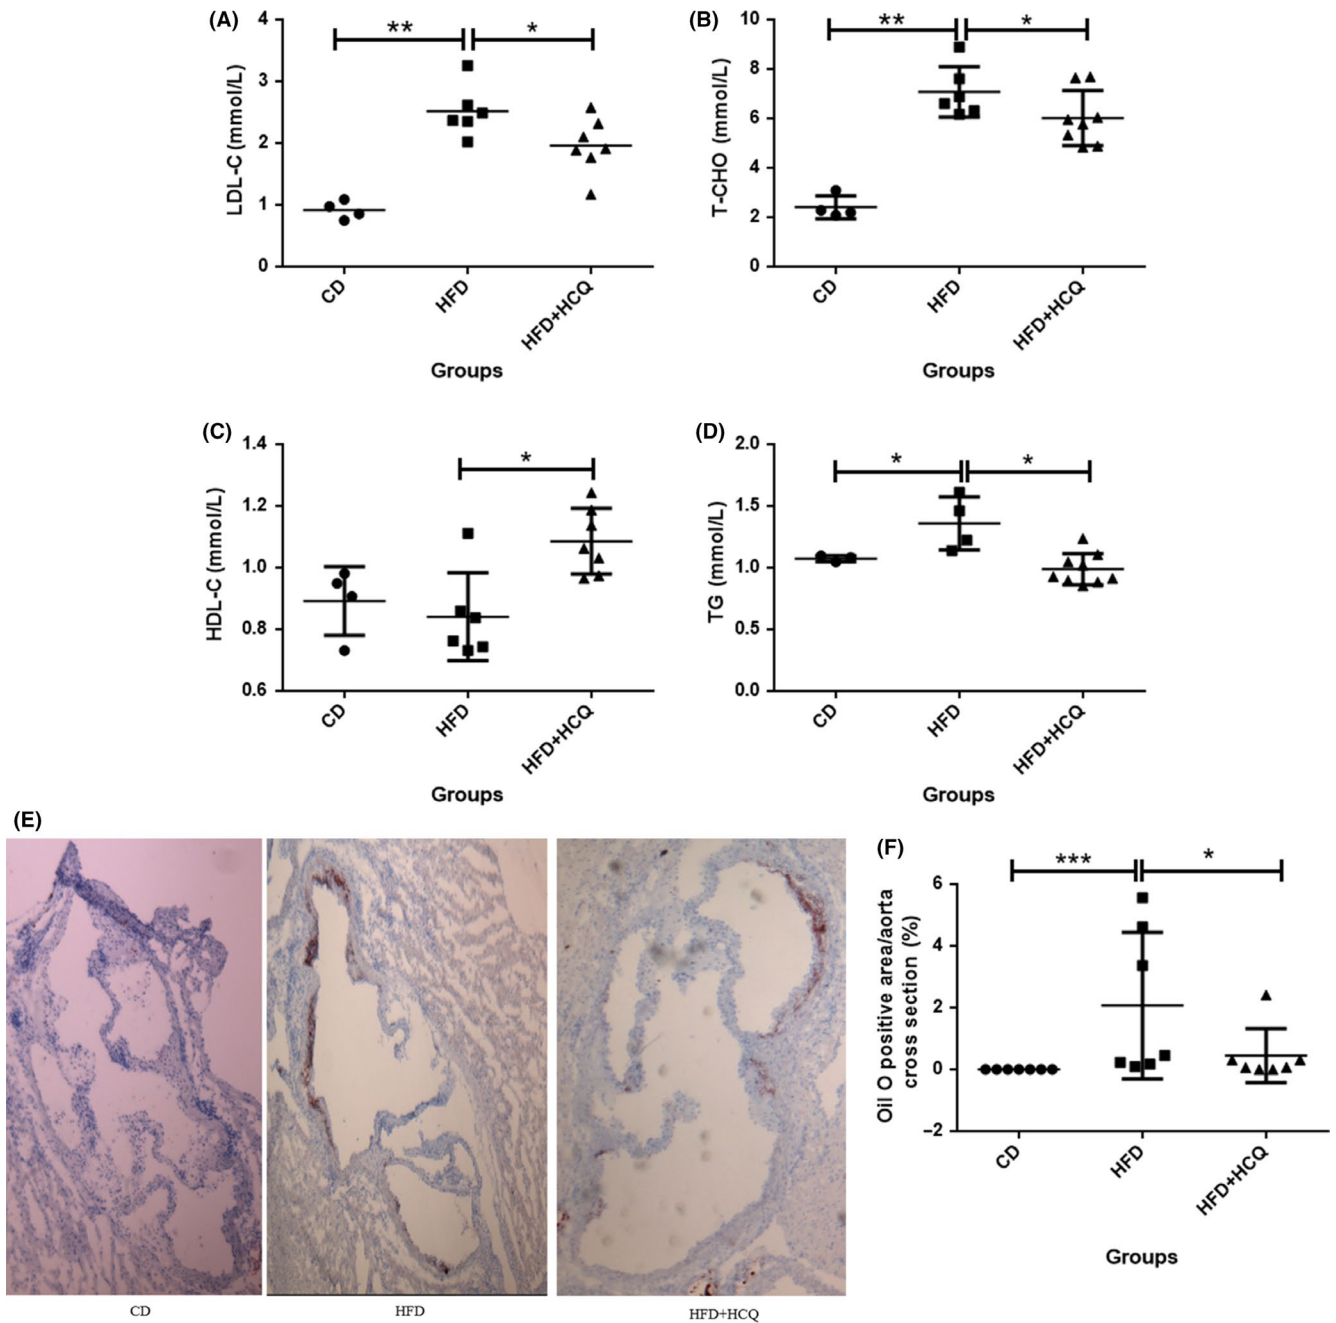 (A)
LDL-C (mmol/L)
4
3
2
1
0
**
*
CD
HFD
HFD+HCQ
Groups
(B)
T-CHO (mmol/L)
10
8
6
4
2
0
**
*
CD
HFD
HFD+HCQ
Groups
(C)
HDL-C (mmol/L)
1.4
1.2
1.0
0.8
0.6
*
CD
HFD
HFD+HCQ
Groups
(D)
TG (mmol/L)
2.0
1.5
1.0
0.5
0.0
*
*
CD
HFD
HFD+HCQ
Groups
(E)
CD
HFD
HFD+HCQ
(F)
Oil O positive area/aorta
cross section (%)
6
4
2
0
−2
***
*
CD
HFD
HFD+HCQ
Groups